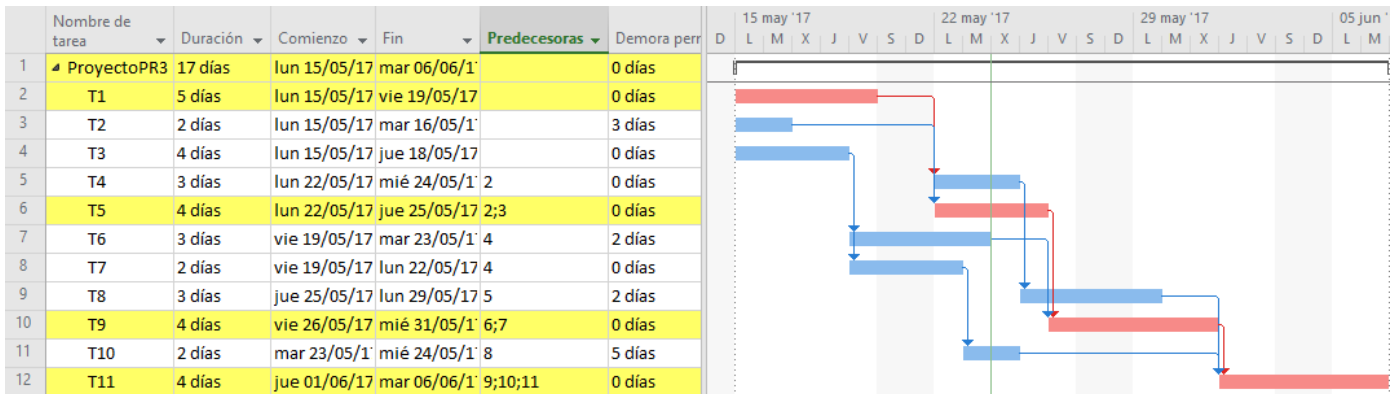 Nombre de tarea Duración Comienzo Fin Predecesoras Demora perr
15 may '17 22 may '17 29 may '17 05 jun '
D L M X J V S D L M X J V S D L M X J V S D L M
1 ProyectoPR3 17 días lun 15/05/17 mar 06/06/1 0 días
2 T1 5 días lun 15/05/17 vie 19/05/17 0 días
3 T2 2 días lun 15/05/17 mar 16/05/1 3 días
4 T3 4 días lun 15/05/17 jue 18/05/17 0 días
5 T4 3 días lun 22/05/17 mié 24/05/1 2 0 días
6 T5 4 días lun 22/05/17 jue 25/05/17 2;3 0 días
7 T6 3 días vie 19/05/17 mar 23/05/1 4 2 días
8 T7 2 días vie 19/05/17 lun 22/05/17 4 0 días
9 T8 3 días jue 25/05/17 lun 29/05/17 5 2 días
10 T9 4 días vie 26/05/17 mié 31/05/1 6;7 0 días
11 T10 2 días mar 23/05/1 mié 24/05/1 8 5 días
12 T11 4 días jue 01/06/17 mar 06/06/1 9;10;11 0 días